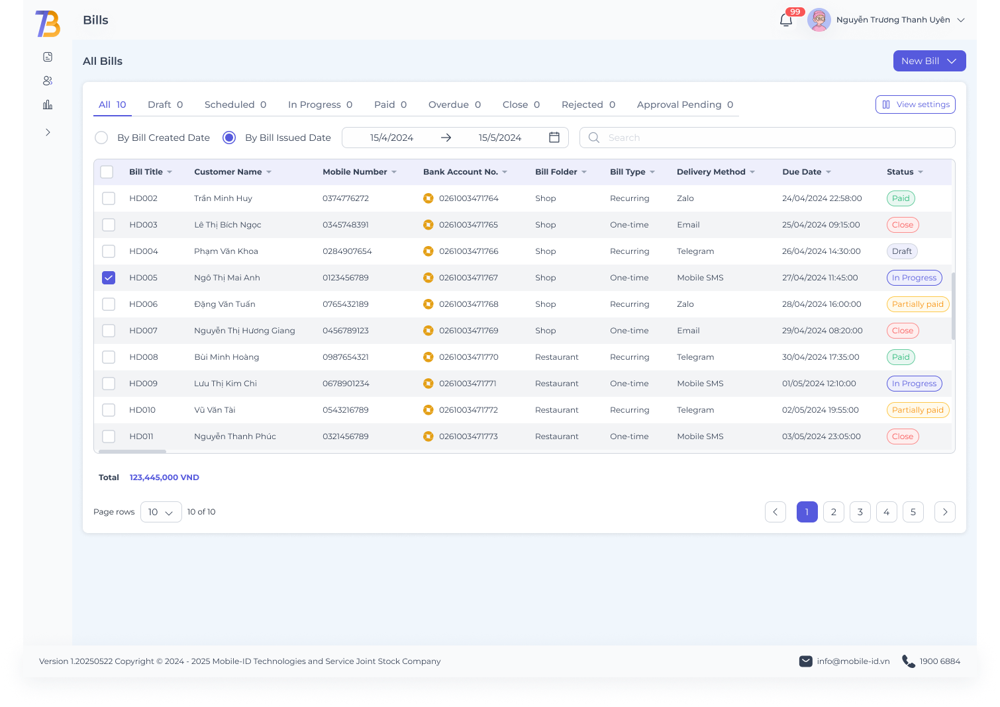 TB
Bills
99
Nguyễn Trương Thanh Uyên
All Bills
New Bill
All 10 Draft 0 Scheduled 0 In Progress 0 Paid 0 Overdue 0 Close 0 Rejected 0 Approval Pending 0
View settings
By Bill Created Date By Bill Issued Date 15/4/2024 → 15/5/2024 Search
Bill Title Customer Name Mobile Number Bank Account No. Bill Folder Bill Type Delivery Method Due Date Status
HD002 Trần Minh Huy 0374776272 0261003471764 Shop Recurring Zalo 24/04/2024 22:58:00 Paid
HD003 Lê Thị Bích Ngọc 0345748391 0261003471765 Shop One-time Email 25/04/2024 09:15:00 Close
HD004 Phạm Văn Khoa 0284907654 0261003471766 Shop Recurring Telegram 26/04/2024 14:30:00 Draft
HD005 Ngô Thị Mai Anh 0123456789 0261003471767 Shop One-time Mobile SMS 27/04/2024 11:45:00 In Progress
HD006 Đặng Văn Tuấn 0765432189 0261003471768 Shop Recurring Zalo 28/04/2024 16:00:00 Partially paid
HD007 Nguyễn Thị Hương Giang 0456789123 0261003471769 Shop One-time Email 29/04/2024 08:20:00 Close
HD008 Bùi Minh Hoàng 0987654321 0261003471770 Restaurant Recurring Telegram 30/04/2024 17:35:00 Paid
HD009 Lưu Thị Kim Chi 0678901234 0261003471771 Restaurant One-time Mobile SMS 01/05/2024 12:10:00 In Progress
HD010 Vũ Văn Tài 0543216789 0261003471772 Restaurant Recurring Telegram 02/05/2024 19:55:00 Partially paid
HD011 Nguyễn Thanh Phúc 0321456789 0261003471773 Restaurant One-time Mobile SMS 03/05/2024 23:05:00 Close
Total 123,445,000 VND
Page rows 10 10 of 10
1 2 3 4 5
Version 1.20250522 Copyright © 2024 - 2025 Mobile-ID Technologies and Service Joint Stock Company
info@mobile-id.vn 1900 6884